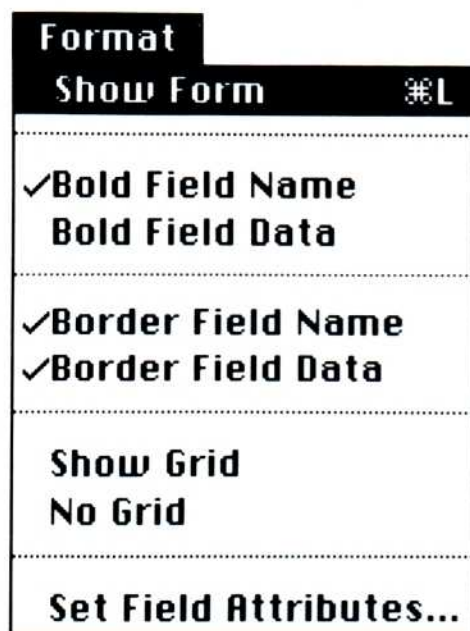 Format
Show Form ⌘L
✓Bold Field Name
Bold Field Data
✓Border Field Name
✓Border Field Data
Show Grid
No Grid
Set Field Attributes...